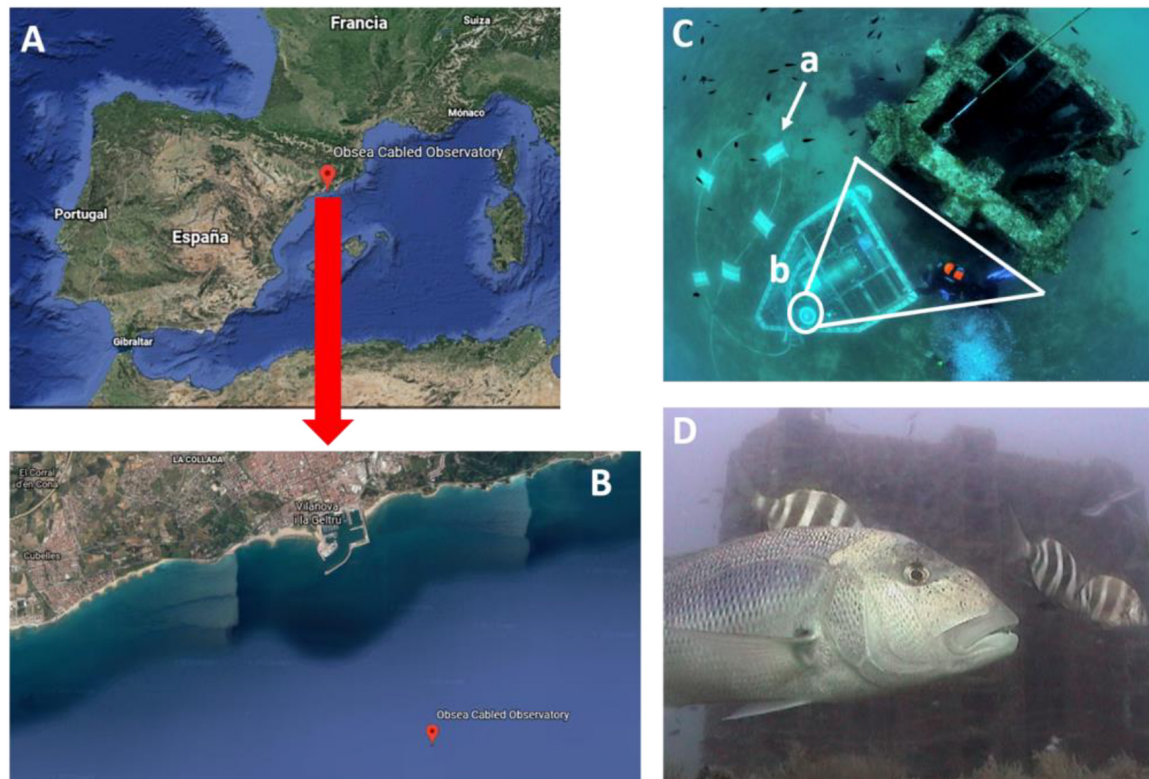 A
Francia
Suiza
Mónaco
Obsea Cabled Observatory
Portugal
España
Gibraltar
B
LA COLLADA
El Corral
d'en Cona
Vilanova
i la Geltrú
Cubelles
Obsea Cabled Observatory
C
a
b
D